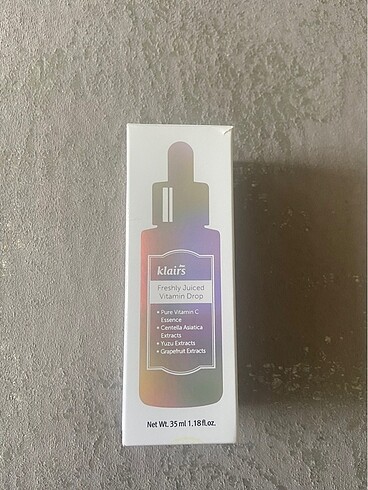 klairs
Freshly Juiced
Vitamin Drop
• Pure Vitamin C
Essence
• Centella Asiatica
Extracts
• Yuzu Extracts
• Grapefruit Extracts
Net Wt. 35 ml 1.18 fl.oz.